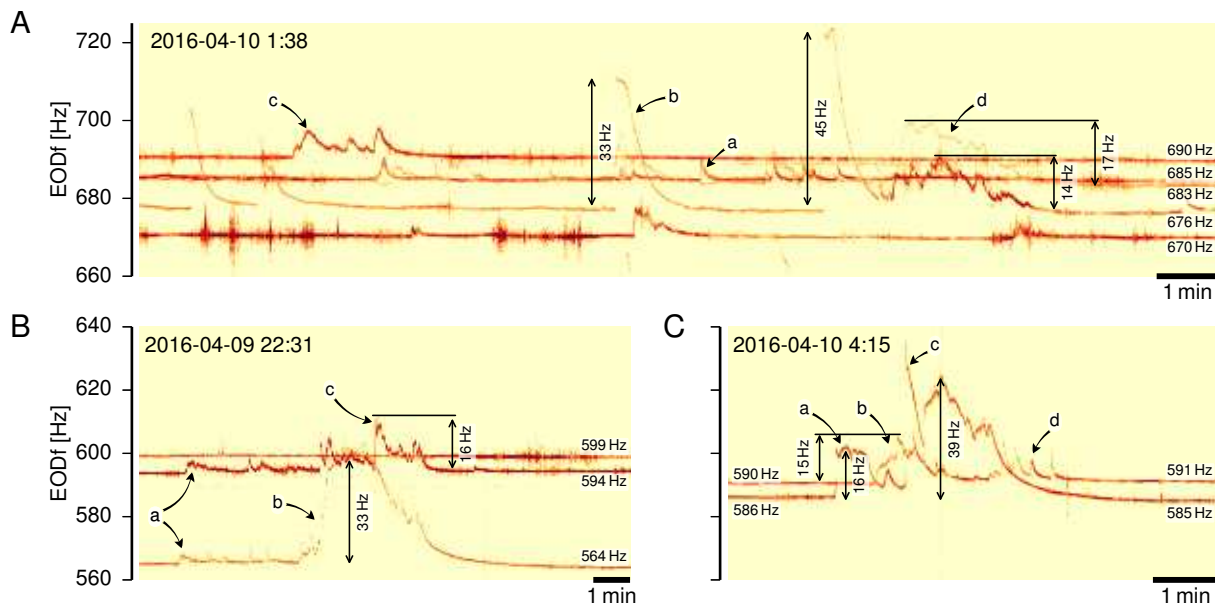 A
EODf [Hz]
720
700
680
660
2016-04-10 1:38
c
33 Hz
b
a
45 Hz
d
17 Hz
14 Hz
690 Hz
685 Hz
683 Hz
676 Hz
670 Hz
1 min
B
EODf [Hz]
640
620
600
580
560
2016-04-09 22:31
a
b
c
33 Hz
16 Hz
599 Hz
594 Hz
564 Hz
1 min
C
2016-04-10 4:15
a
b
c
d
15 Hz
16 Hz
39 Hz
590 Hz
586 Hz
591 Hz
585 Hz
1 min